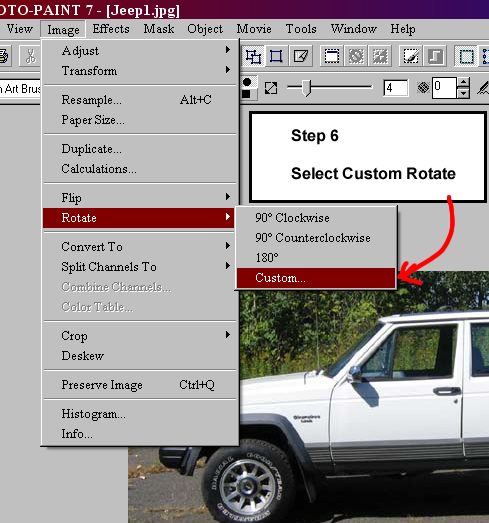 OTO-PAINT 7 - [Jeep1.jpg]
View Image Effects Mask Object Movie Tools Window Help
n Art Brus
4
0
Adjust
Transform
Resample... Alt+C
Paper Size...
Duplicate...
Calculations...
Flip
Rotate
Convert To
Split Channels To
Combine Channels...
Color Table...
Crop
Deskew
Preserve Image Ctrl+Q
Histogram...
Info...
90° Clockwise
90° Counterclockwise
180°
Custom...
Step 6
Select Custom Rotate